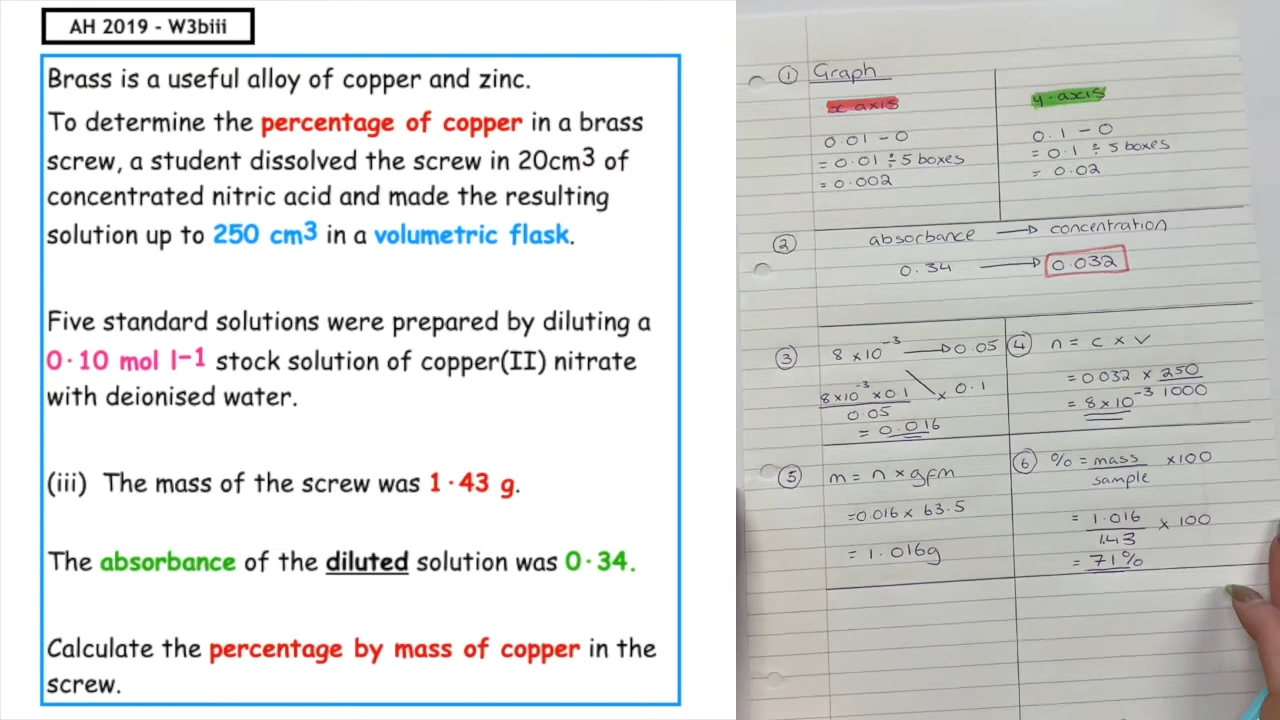 AH 2019 - W3biii
Brass is a useful alloy of copper and zinc.
To determine the percentage of copper in a brass
screw, a student dissolved the screw in 20cm3 of
concentrated nitric acid and made the resulting
solution up to 250 cm3 in a volumetric flask.
Five standard solutions were prepared by diluting a
0·10 mol l–1 stock solution of copper(II) nitrate
with deionised water.
(iii) The mass of the screw was 1·43 g.
The absorbance of the diluted solution was 0·34.
Calculate the percentage by mass of copper in the
screw.
① Graph
x axis
0.01 - 0
= 0.01 ÷ 5 boxes
= 0.002
y axis
0.1 - 0
= 0.1 ÷ 5 boxes
= 0.02
② absorbance → concentration
0.34 → 0.032
③ 8 x 10⁻³ → 0.05
8 x 10⁻³ x 0.1 x 0.1
0.05
= 0.016
④ n = c x v
= 0.032 x 250
1000
= 8 x 10⁻³
⑤ m = n x gfm
= 0.016 x 63.5
= 1.016g
⑥ % = mass x 100
sample
= 1.016 x 100
1.43
= 71%